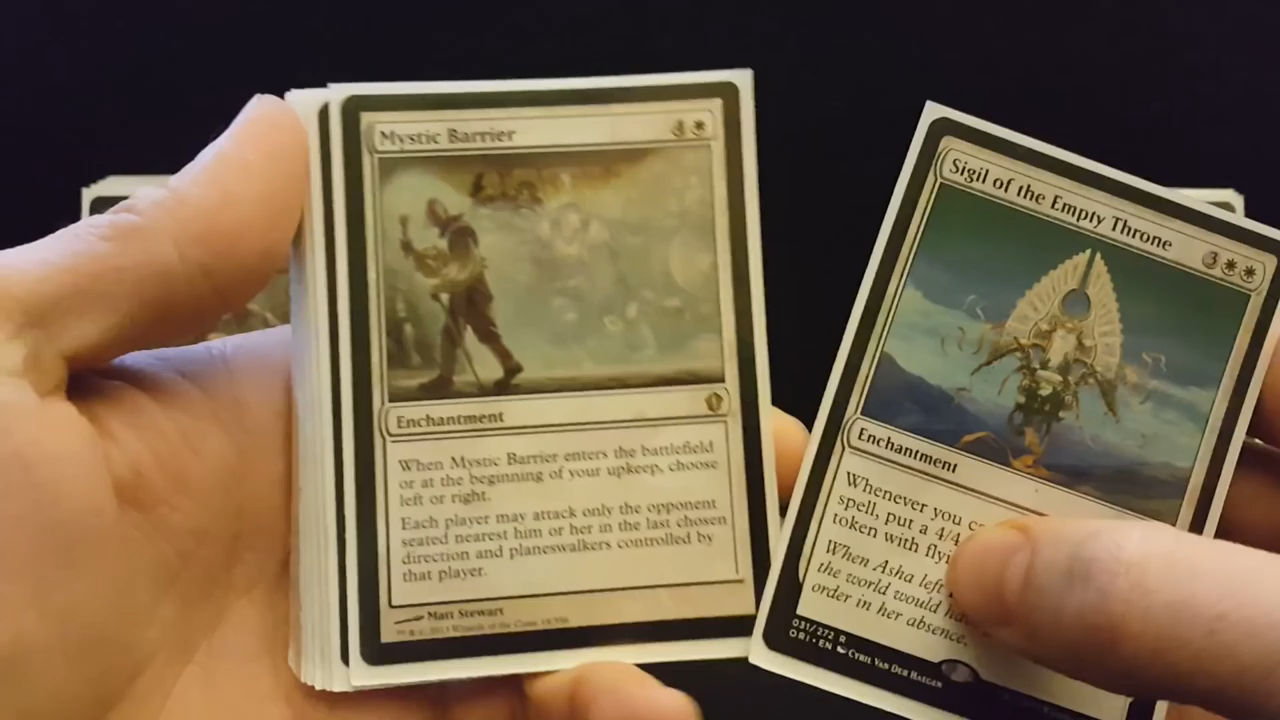 Mystic Barrier
4
Enchantment
When Mystic Barrier enters the battlefield
or at the beginning of your upkeep, choose
left or right.
Each player may attack only the opponent
seated nearest him or her in the last chosen
direction and planeswalkers controlled by
that player.
Matt Stewart
Sigil of the Empty Throne
3
Enchantment
Whenever you
spell, put a 4/4
token with
When Asha left
the world would
order in her absence.
031/272 R
ORI • EN Cyril Van Der Haegen